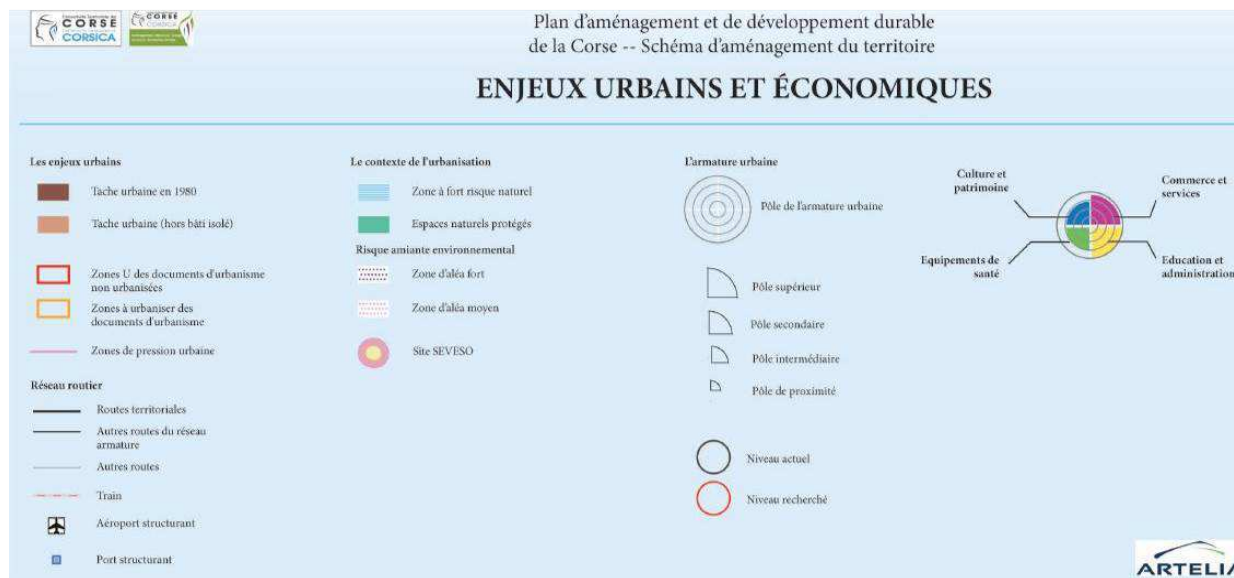 CORSE
CORSICA
CORSE
CORSICA
Plan d'aménagement et de développement durable
de la Corse -- Schéma d'aménagement du territoire
ENJEUX URBAINS ET ÉCONOMIQUES
Les enjeux urbains
Tache urbaine en 1980
Tache urbaine (hors bâti isolé)
Zones U des documents d'urbanisme
non urbanisées
Zones à urbaniser des
documents d'urbanisme
Zones de pression urbaine
Réseau routier
Routes territoriales
Autres routes du réseau
armature
Autres routes
Train
Aéroport structurant
Port structurant
Le contexte de l'urbanisation
Zone à fort risque naturel
Espaces naturels protégés
Risque amiante environnemental
Zone d'aléa fort
Zone d'aléa moyen
Site SEVESO
L'armature urbaine
Pôle de l'armature urbaine
Pôle supérieur
Pôle secondaire
Pôle intermédiaire
Pôle de proximité
Niveau actuel
Niveau recherché
Culture et
patrimoine
Commerce et
services
Equipements de
santé
Education et
administration
ARTELIA